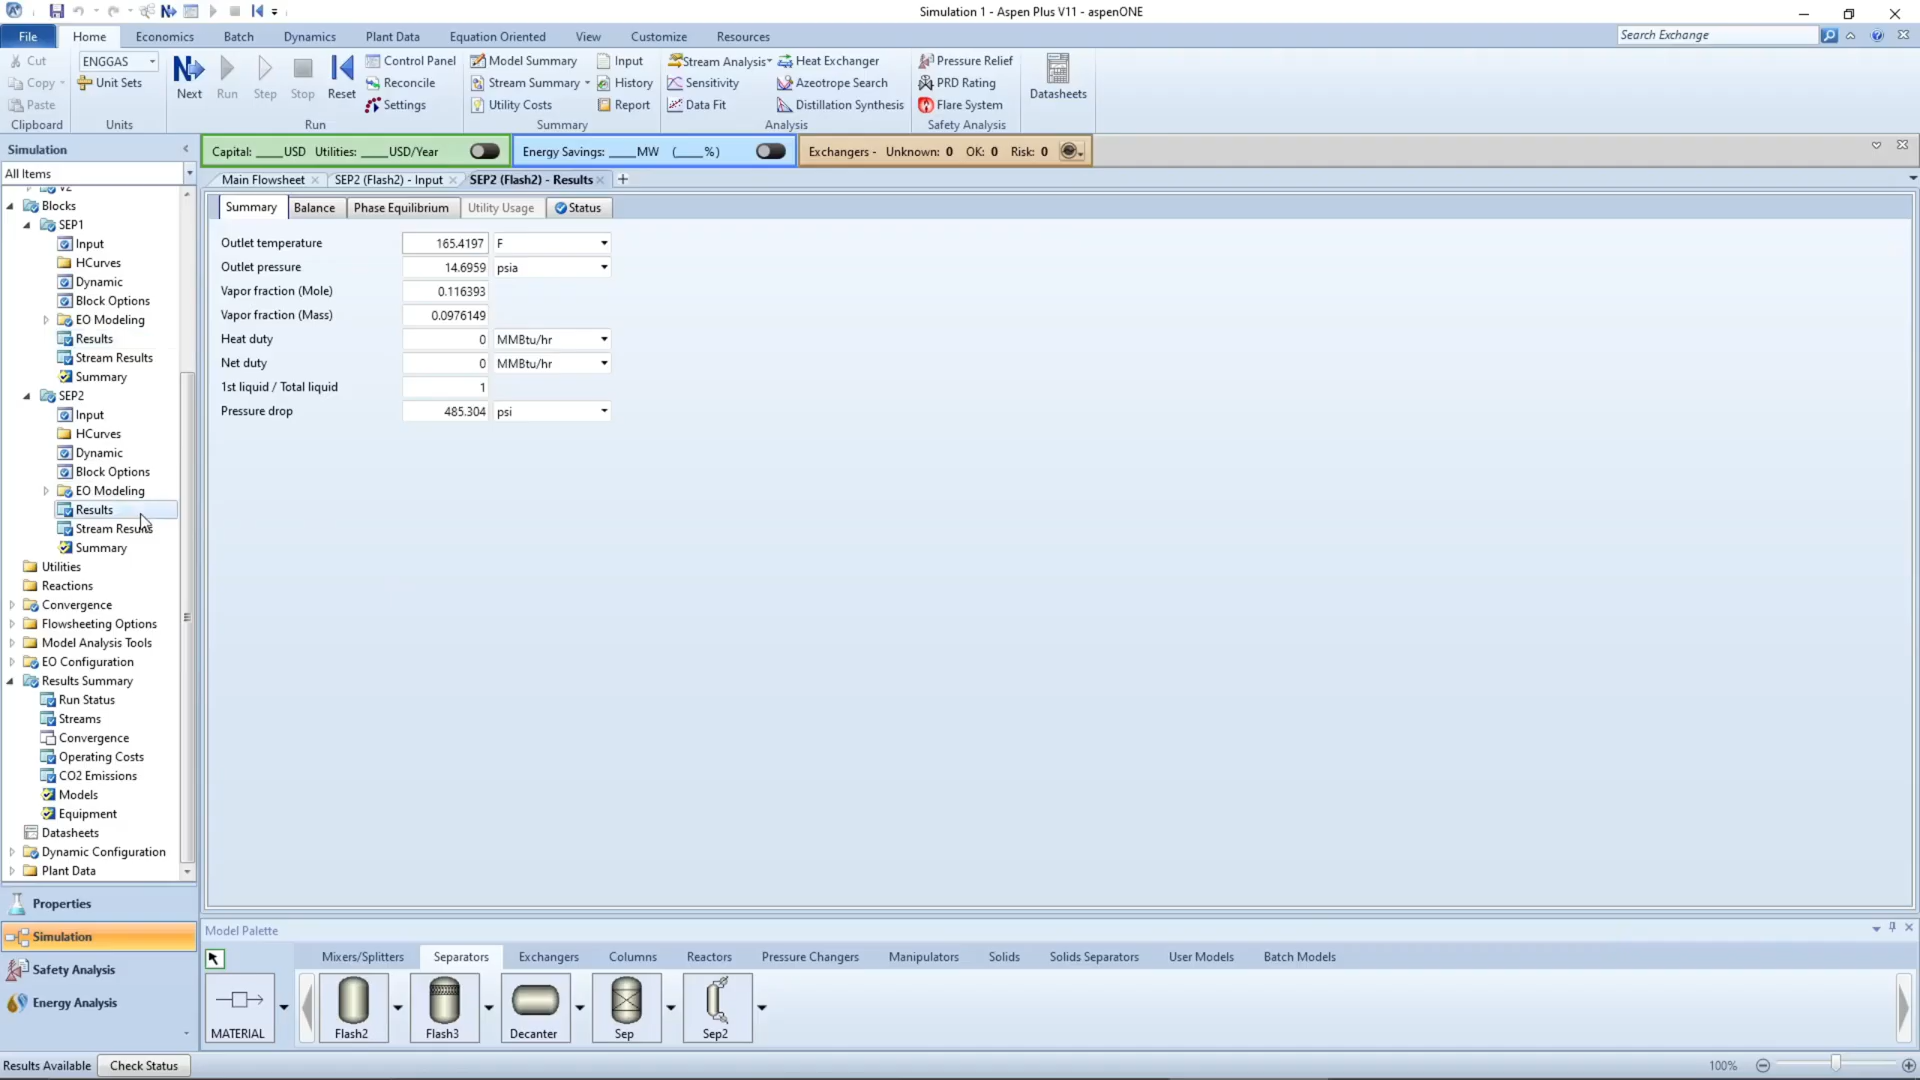 Simulation 1 - Aspen Plus V11 - aspenONE
File Home Economics Batch Dynamics Plant Data Equation Oriented View Customize Resources Search Exchange
Cut ENGGAS Control Panel Model Summary Input Stream Analysis Heat Exchanger Pressure Relief
Copy Unit Sets Next Run Step Stop Reset Reconcile Stream Summary History Sensitivity Azeotrope Search PRD Rating Datasheets
Paste Settings Utility Costs Report Data Fit Distillation Synthesis Flare System
Clipboard Units Run Summary Analysis Safety Analysis
Simulation
Capital: ____USD Utilities: ____USD/Year Energy Savings: ____MW (____%) Exchangers - Unknown: 0 OK: 0 Risk: 0
All Items
Main Flowsheet SEP2 (Flash2) - Input SEP2 (Flash2) - Results +
Summary Balance Phase Equilibrium Utility Usage Status
Outlet temperature 165.4197 F
Outlet pressure 14.6959 psia
Vapor fraction (Mole) 0.116393
Vapor fraction (Mass) 0.0976149
Heat duty 0 MMBtu/hr
Net duty 0 MMBtu/hr
1st liquid / Total liquid 1
Pressure drop 485.304 psi
V2
Blocks
SEP1
Input
HCurves
Dynamic
Block Options
EO Modeling
Results
Stream Results
Summary
SEP2
Input
HCurves
Dynamic
Block Options
EO Modeling
Results
Stream Results
Summary
Utilities
Reactions
Convergence
Flowsheeting Options
Model Analysis Tools
EO Configuration
Results Summary
Run Status
Streams
Convergence
Operating Costs
CO2 Emissions
Models
Equipment
Datasheets
Dynamic Configuration
Plant Data
Properties
Simulation
Safety Analysis
Energy Analysis
Model Palette
Mixers/Splitters Separators Exchangers Columns Reactors Pressure Changers Manipulators Solids Solids Separators User Models Batch Models
MATERIAL Flash2 Flash3 Decanter Sep Sep2
Results Available Check Status 100%